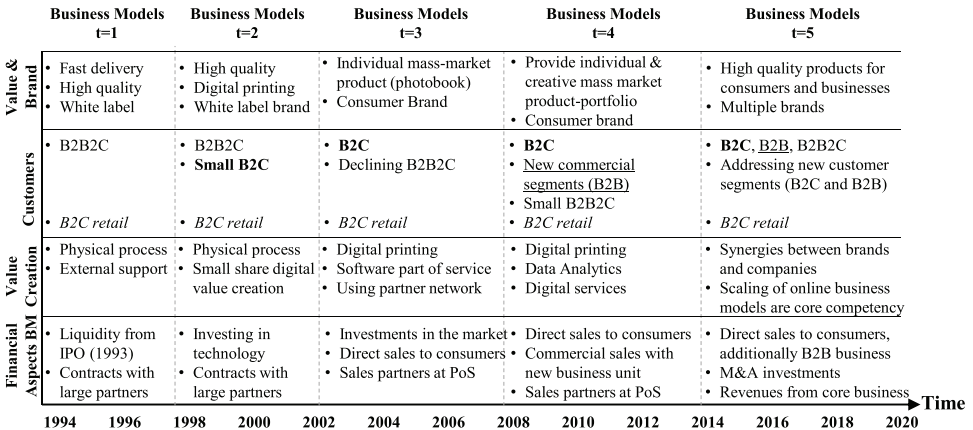 Business Models
t=1
Business Models
t=2
Business Models
t=3
Business Models
t=4
Business Models
t=5
Value &
Brand
• Fast delivery
• High quality
• White label
• High quality
• Digital printing
• White label brand
• Individual mass-market
product (photobook)
• Consumer Brand
• Provide individual &
creative mass market
product-portfolio
• Consumer brand
• High quality products for
consumers and businesses
• Multiple brands
Customers
• B2B2C
• B2C retail
• B2B2C
• Small B2C
• B2C retail
• B2C
• Declining B2B2C
• B2C retail
• B2C
• New commercial
segments (B2B)
• Small B2B2C
• B2C retail
• B2C, B2B, B2B2C
• Addressing new customer
segments (B2C and B2B)
• B2C retail
Value
Creation
• Physical process
• External support
• Physical process
• Small share digital
value creation
• Digital printing
• Software part of service
• Using partner network
• Digital printing
• Data Analytics
• Digital services
• Synergies between brands
and companies
• Scaling of online business
models are core competency
Financial
Aspects BM
• Liquidity from
IPO (1993)
• Contracts with
large partners
• Investing in
technology
• Contracts with
large partners
• Investments in the market
• Direct sales to consumers
• Sales partners at PoS
• Direct sales to consumers
• Commercial sales with
new business unit
• Sales partners at PoS
• Direct sales to consumers,
additionally B2B business
• M&A investments
• Revenues from core business
Time
1994 1996 1998 2000 2002 2004 2006 2008 2010 2012 2014 2016 2018 2020